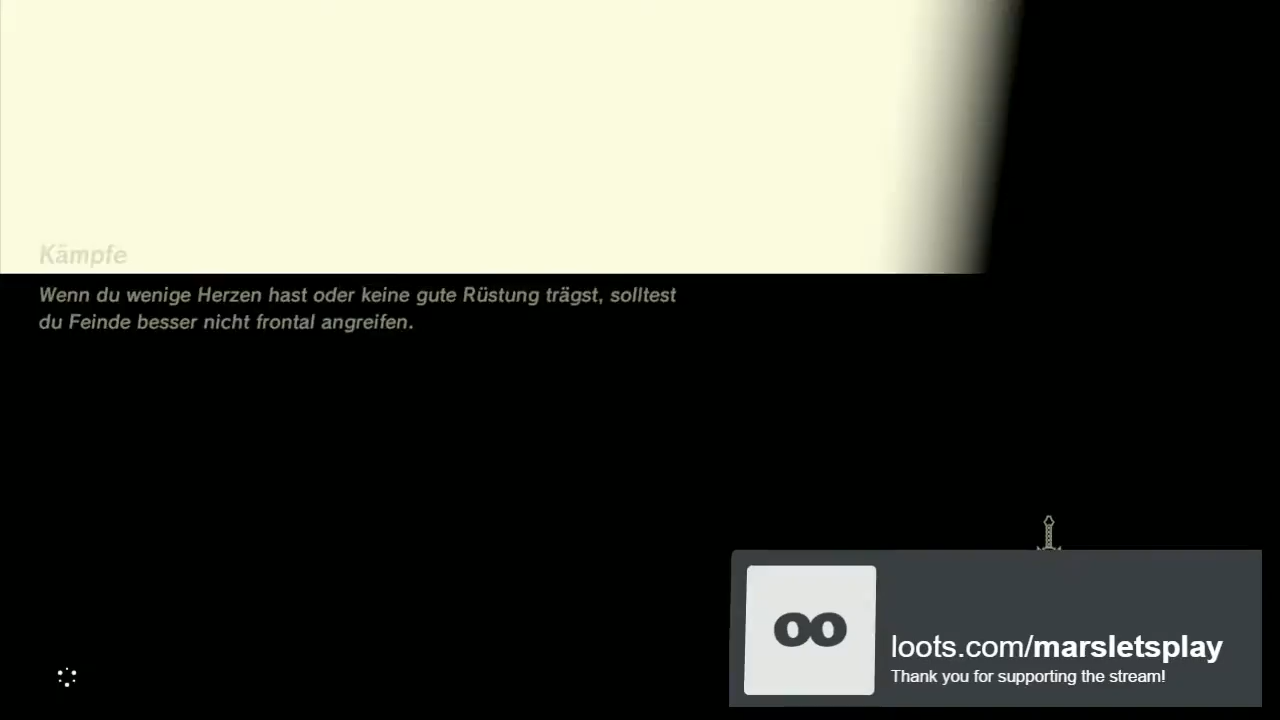 Kämpfe
Wenn du wenige Herzen hast oder keine gute Rüstung trägst, solltest
du Feinde besser nicht frontal angreifen.
oo
loots.com/marsletsplay
Thank you for supporting the stream!